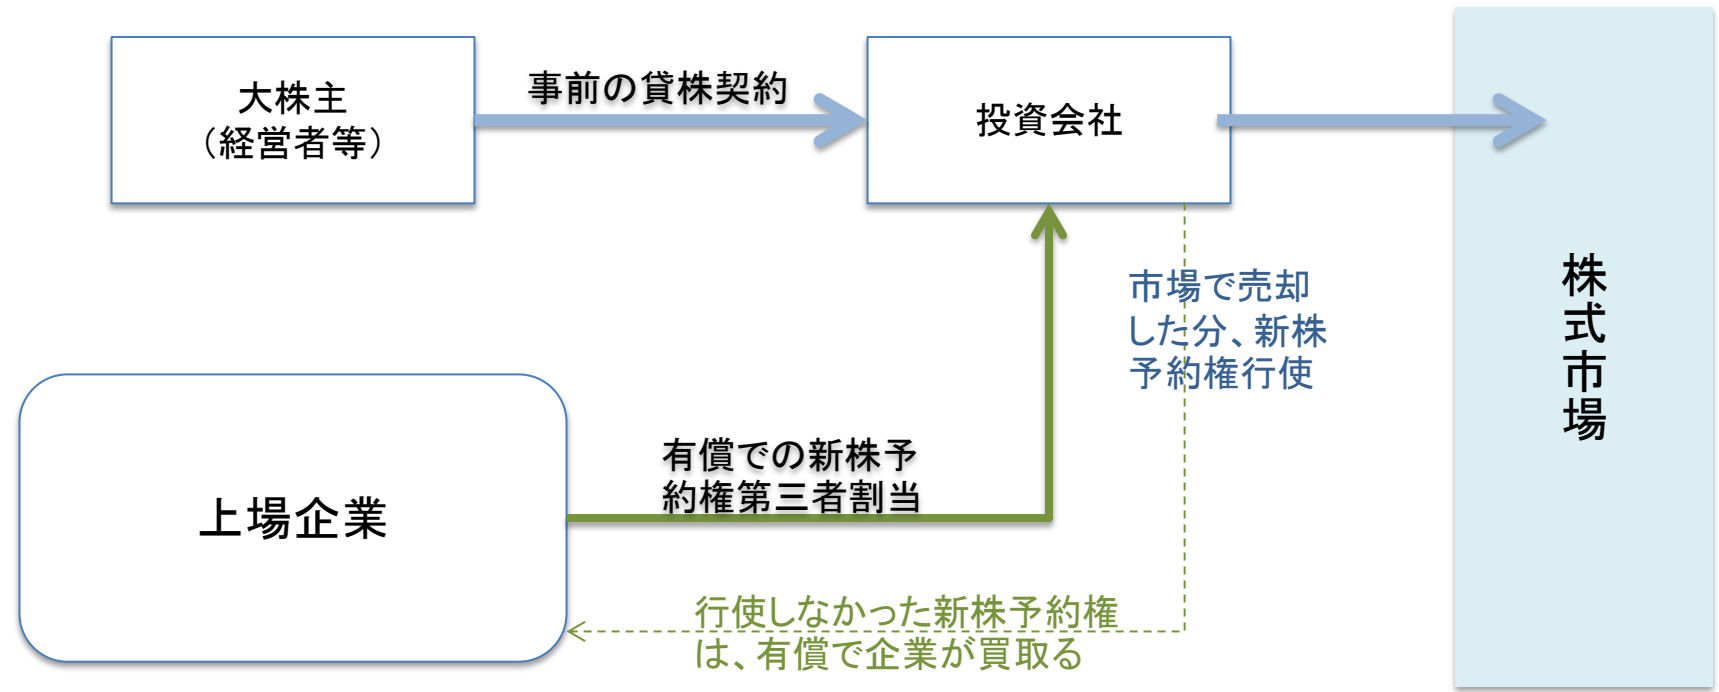 大株主
（経営者等）
事前の貸株契約
投資会社
市場で売却
した分、新株
予約権行使
株式市場
有償での新株予
約権第三者割当
上場企業
行使しなかった新株予約権
は、有償で企業が買取る